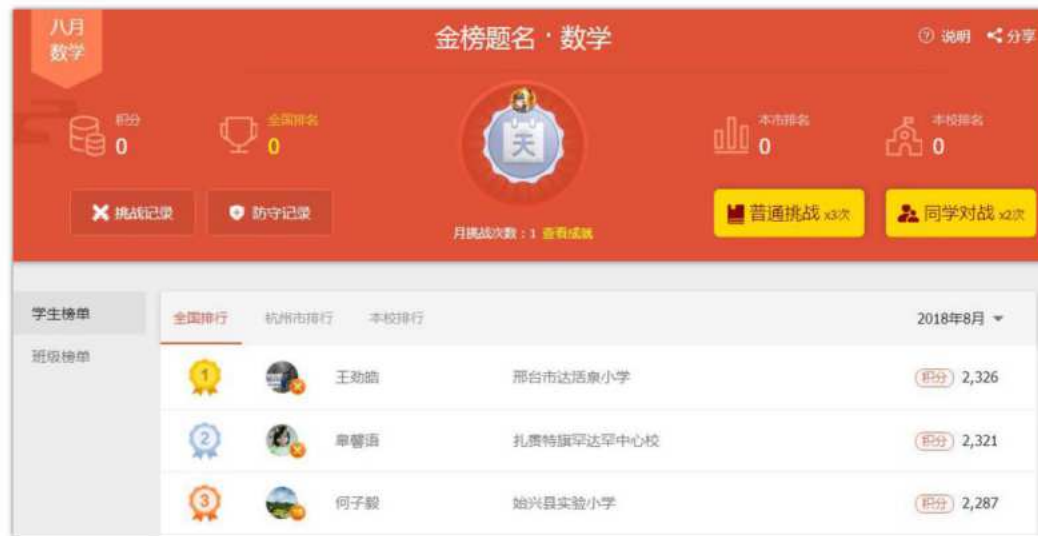 八月
数学
金榜题名·数学
说明 分享
积分
0
全国排名
0
天
本市排名
0
本校排名
0
挑战记录 防守记录
月挑战次数：1 查看成就
普通挑战 x3次 同学对战 x2次
学生榜单
班级榜单
全国排行 杭州市排行 本校排行 2018年8月
1 王劲皓 邢台市达活泉小学 积分 2,326
2 皋馨语 扎赉特旗罕达罕中心校 积分 2,321
3 何子毅 始兴县实验小学 积分 2,287